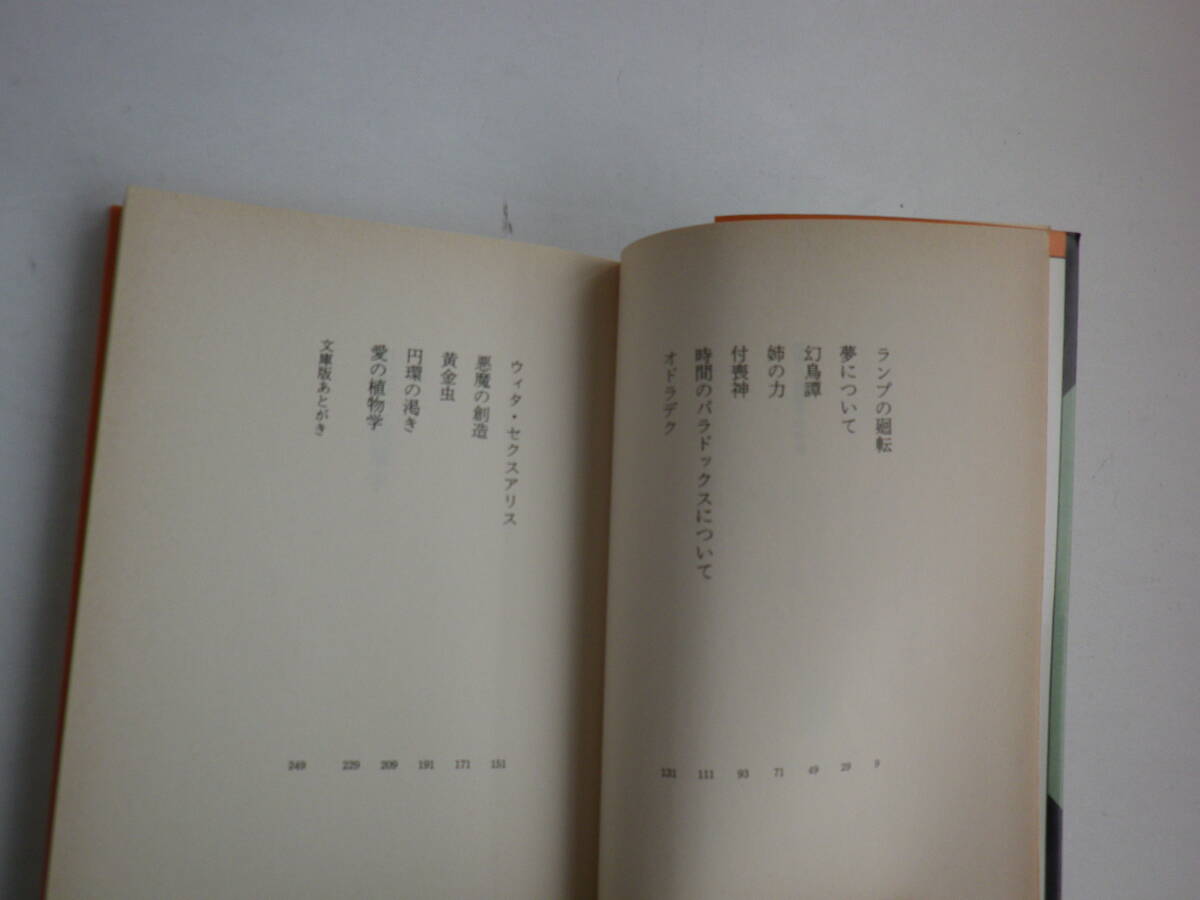 ランプの廻転
夢について
幻鳥譚
姉の力
付喪神
時間のパラドックスについて
オドラデク
9
29
49
71
93
111
131
ウィタ・セクスアリス
悪魔の創造
黄金虫
円環の渇き
愛の植物学
文庫版あとがき
151
171
191
209
229
249